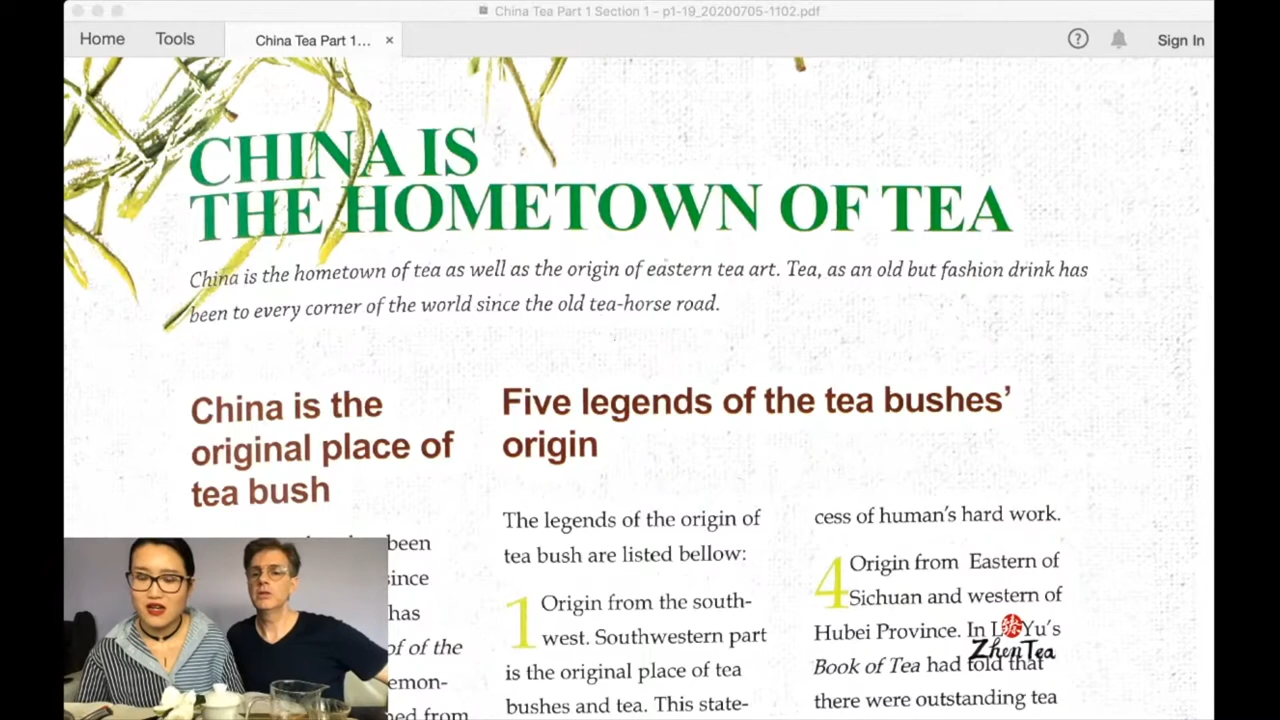 China Tea Part 1 Section 1 - p1-19_20200705-1102.pdf
Home Tools China Tea Part 1... × ? Sign In
CHINA IS
THE HOMETOWN OF TEA
China is the hometown of tea as well as the origin of eastern tea art. Tea, as an old but fashion drink has
been to every corner of the world since the old tea-horse road.
China is the
original place of
tea bush
been
since
has
of of the
emon-
from
Five legends of the tea bushes’
origin
The legends of the origin of
tea bush are listed bellow:
1 Origin from the south-
west. Southwestern part
is the original place of tea
bushes and tea. This state-
cess of human’s hard work.
4 Origin from Eastern of
Sichuan and western of
Hubei Province. In Yu’s
Book of Tea had told that
there were outstanding tea
Zhen Tea